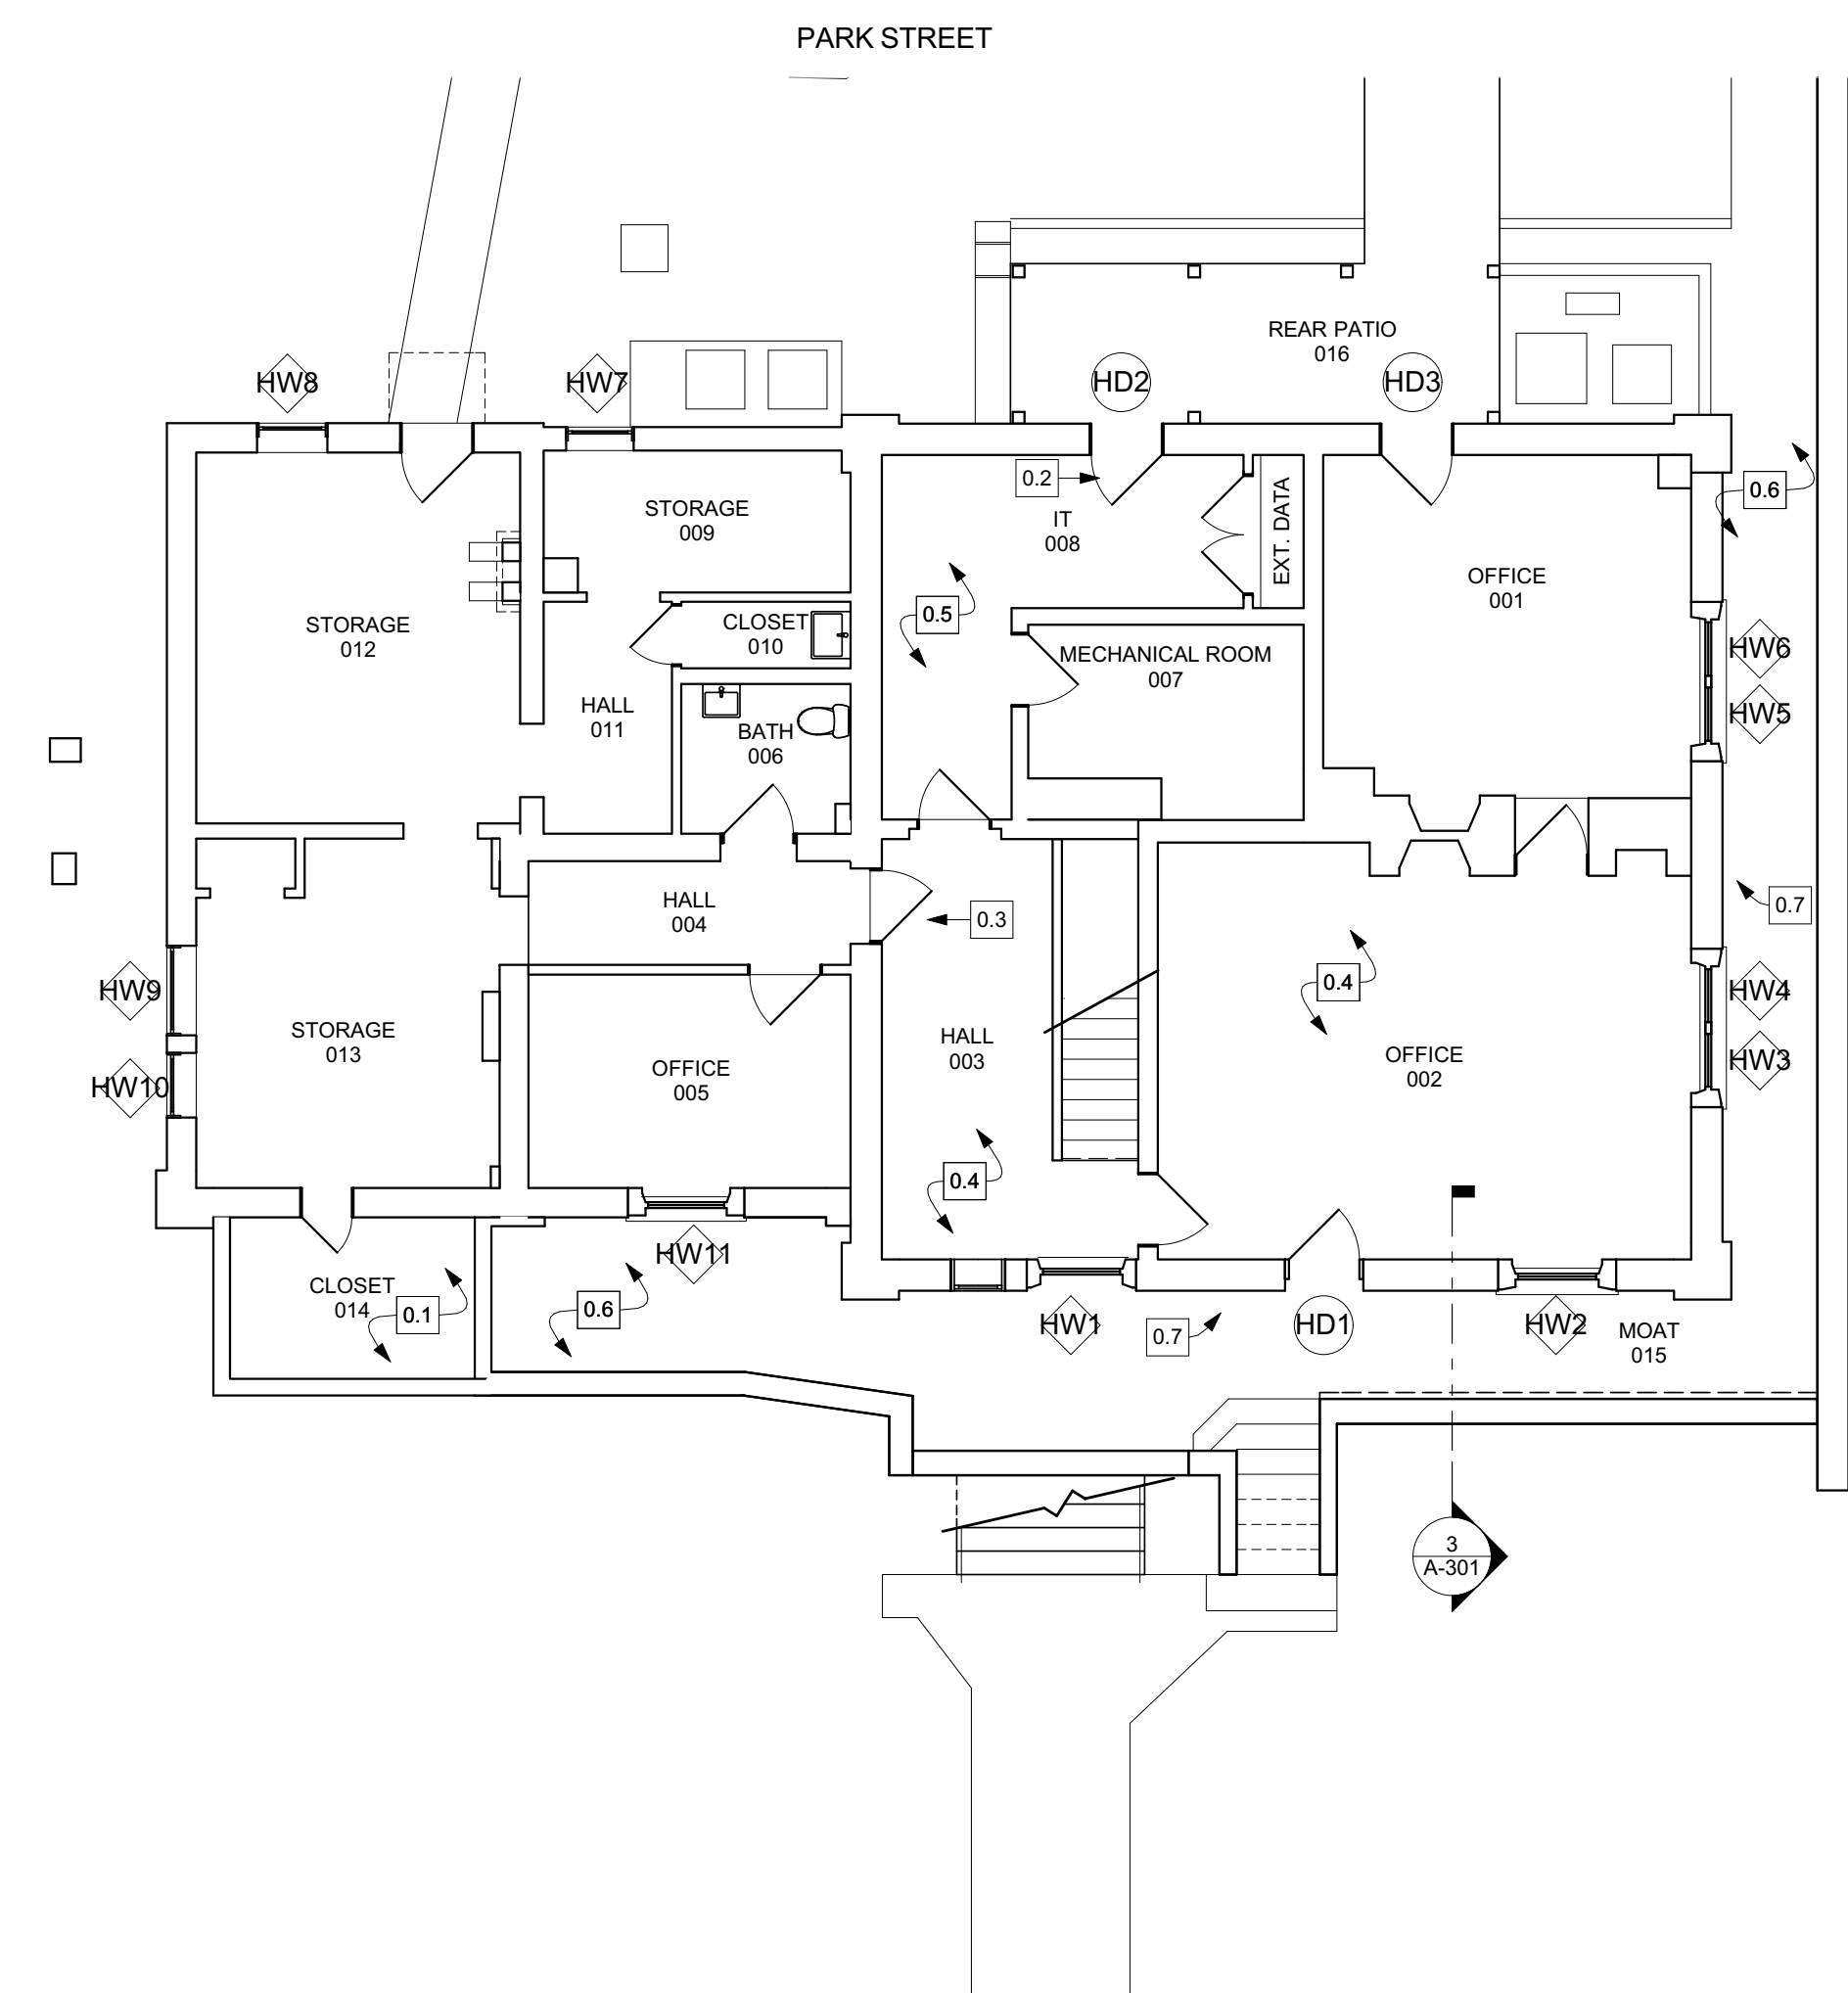 PARK STREET
REAR PATIO
016
HW8
HW7
HD2
HD3
0.2
0.6
STORAGE
009
IT
008
EXT. DATA
OFFICE
001
STORAGE
012
CLOSET
010
0.5
MECHANICAL ROOM
007
HW6
HW5
HALL
011
BATH
006
HALL
004
0.3
0.7
HW9
STORAGE
013
HW10
OFFICE
005
HALL
003
0.4
OFFICE
002
HW4
HW3
0.4
HW11
CLOSET
014
0.1
0.6
HW1
0.7
HD1
HW2
MOAT
015
3
A-301